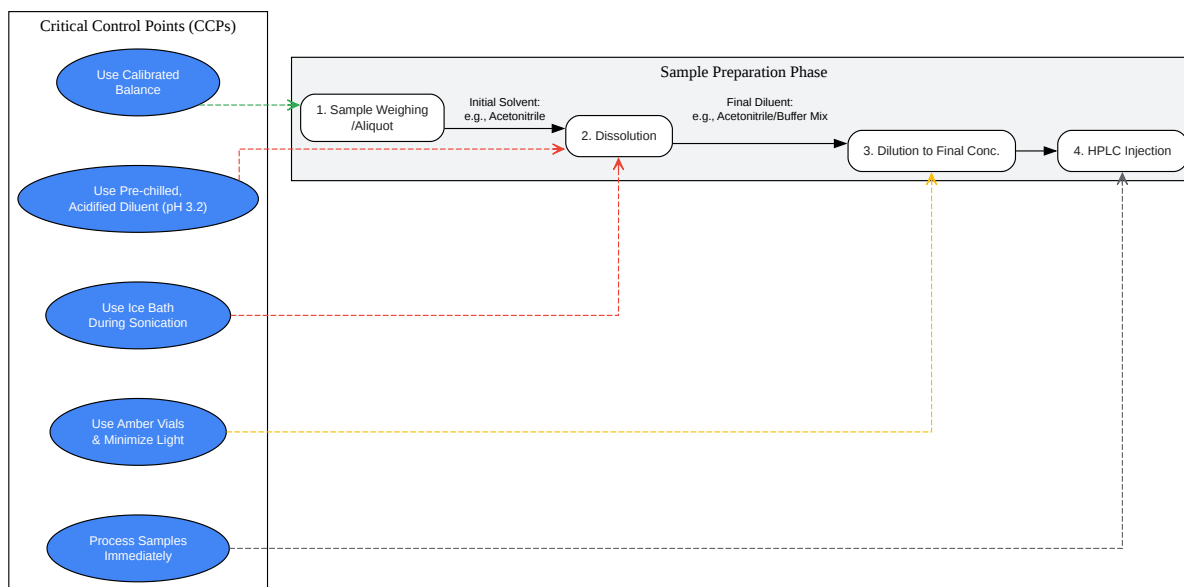 Critical Control Points (CCPs)
Use Calibrated
Balance
Use Pre-chilled,
Acidified Diluent (pH 3.2)
Use Ice Bath
During Sonication
Use Amber Vials
& Minimize Light
Process Samples
Immediately
Sample Preparation Phase
1. Sample Weighing
/Aliquot
Initial Solvent:
e.g., Acetonitrile
2. Dissolution
Final Diluent:
e.g., Acetonitrile/Buffer Mix
3. Dilution to Final Conc.
4. HPLC Injection